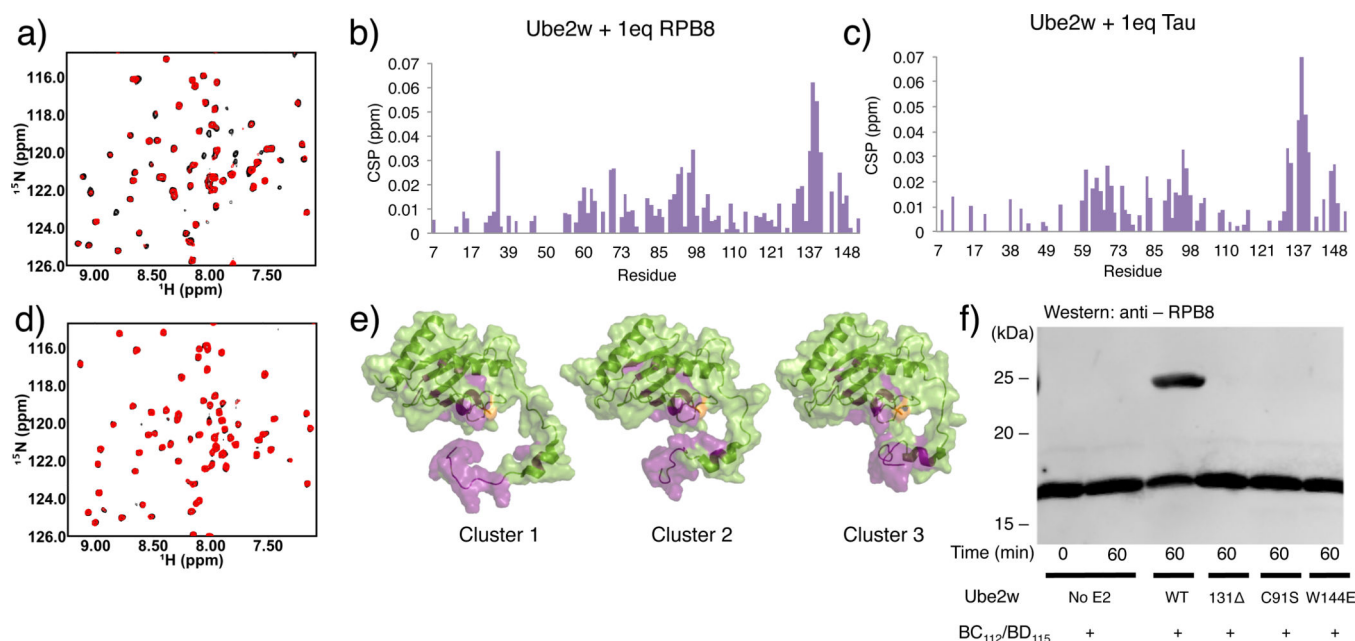 a)
116.0
118.0
120.0
122.0
124.0
126.0
¹⁵N (ppm)
9.00 8.50 8.00 7.50
¹H (ppm)
b)
Ube2w + 1eq RPB8
0.07
0.06
0.05
0.04
0.03
0.02
0.01
0
CSP (ppm)
7 17 39 50 73 85 98 110 121 137 148
Residue
c)
Ube2w + 1eq Tau
0.07
0.06
0.05
0.04
0.03
0.02
0.01
0
CSP (ppm)
7 17 38 49 59 73 85 98 110 121 137 148
Residue
d)
116.0
118.0
120.0
122.0
124.0
126.0
¹⁵N (ppm)
9.00 8.50 8.00 7.50
¹H (ppm)
e)
Cluster 1 Cluster 2 Cluster 3
f)
Western: anti – RPB8
(kDa)
25 –
20 –
15 –
Time (min) 0 60 60 60 60 60
Ube2w No E2 WT 131Δ C91S W144E
BC₁₁₂/BD₁₁₅ + + + + +